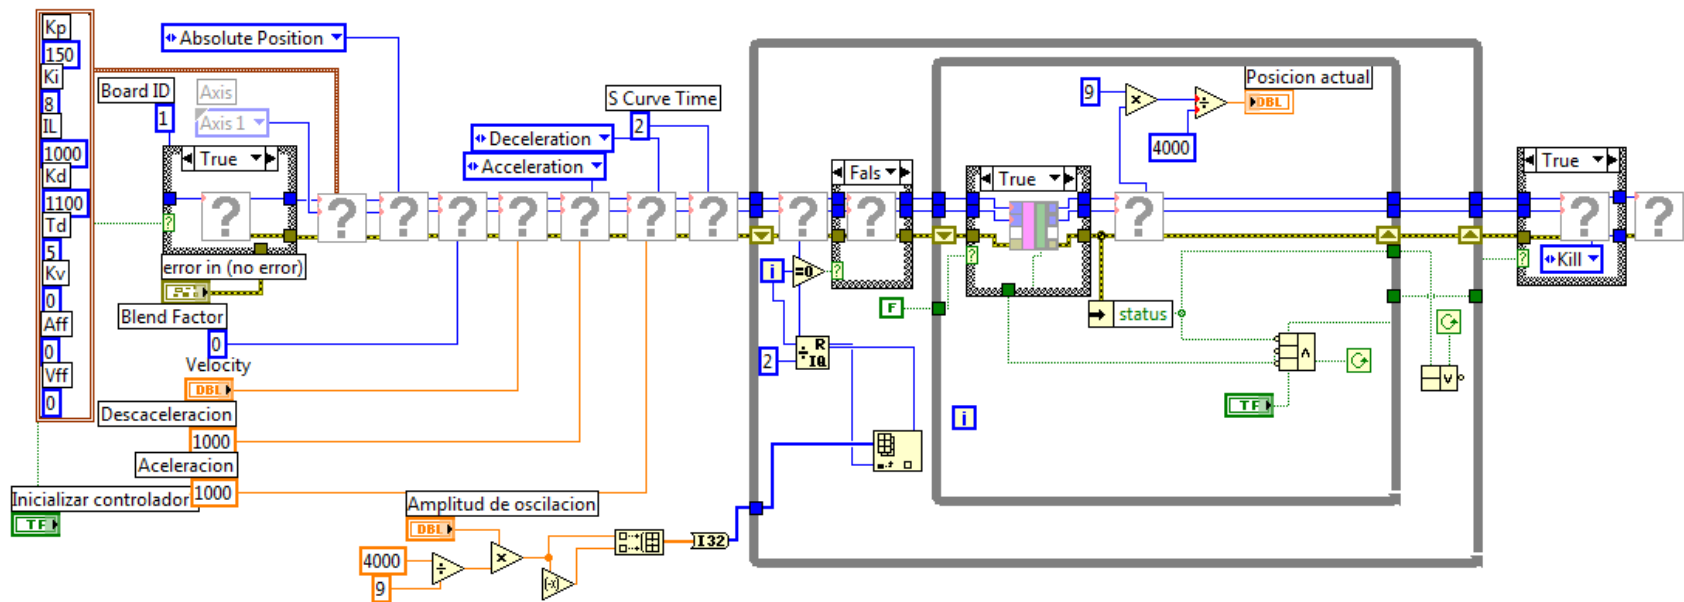 Kp
150
Ki
8
IL
1000
Kd
1100
Td
5
Kv
0
Aff
0
Vff
0
Absolute Position
Board ID
1
Axis
Axis 1
True
?
error in (no error)
Blend Factor
0
Velocity
DBL
Descaceleracion
1000
Aceleracion
1000
Inicializar controlador
TF
S Curve Time
2
Deceleration
Acceleration
? ? ? ? ? ? ? ?
Amplitud de oscilacion
DBL
4000
9
÷
×
(-x)
I32
i
=0
?
2
÷ R
IQ
Fals
?
F
True
?
9
×
÷
4000
Posicion actual
DBL
?
status
∧
TF
i
∨
True
?
?
Kill
?